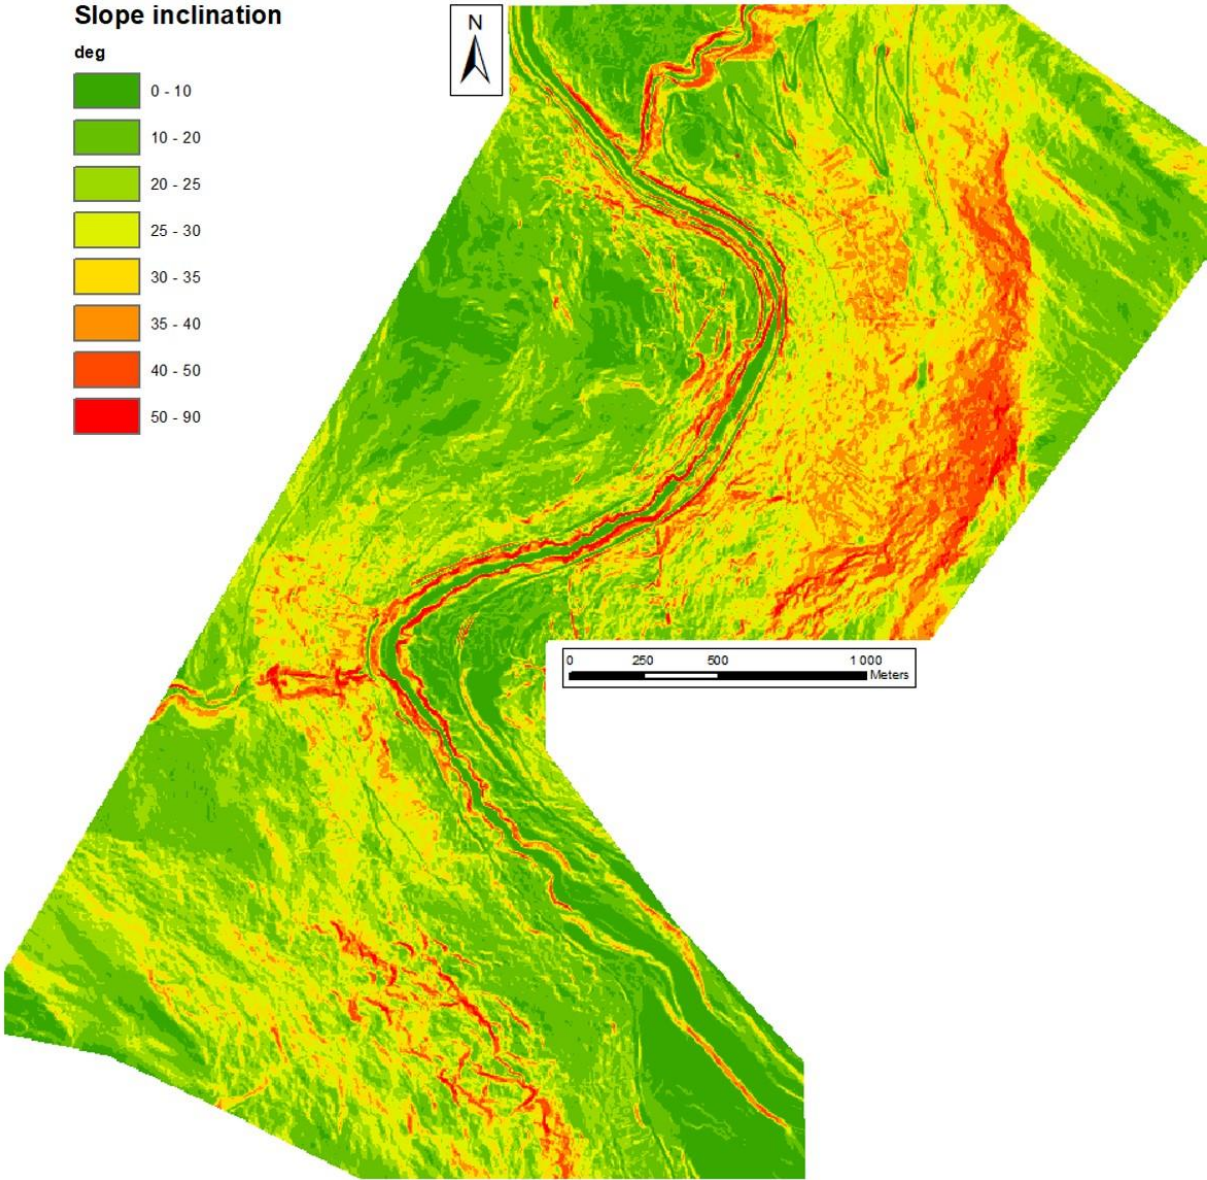 Slope inclination
deg
0 - 10
10 - 20
20 - 25
25 - 30
30 - 35
35 - 40
40 - 50
50 - 90
N
0 250 500 1 000
Meters